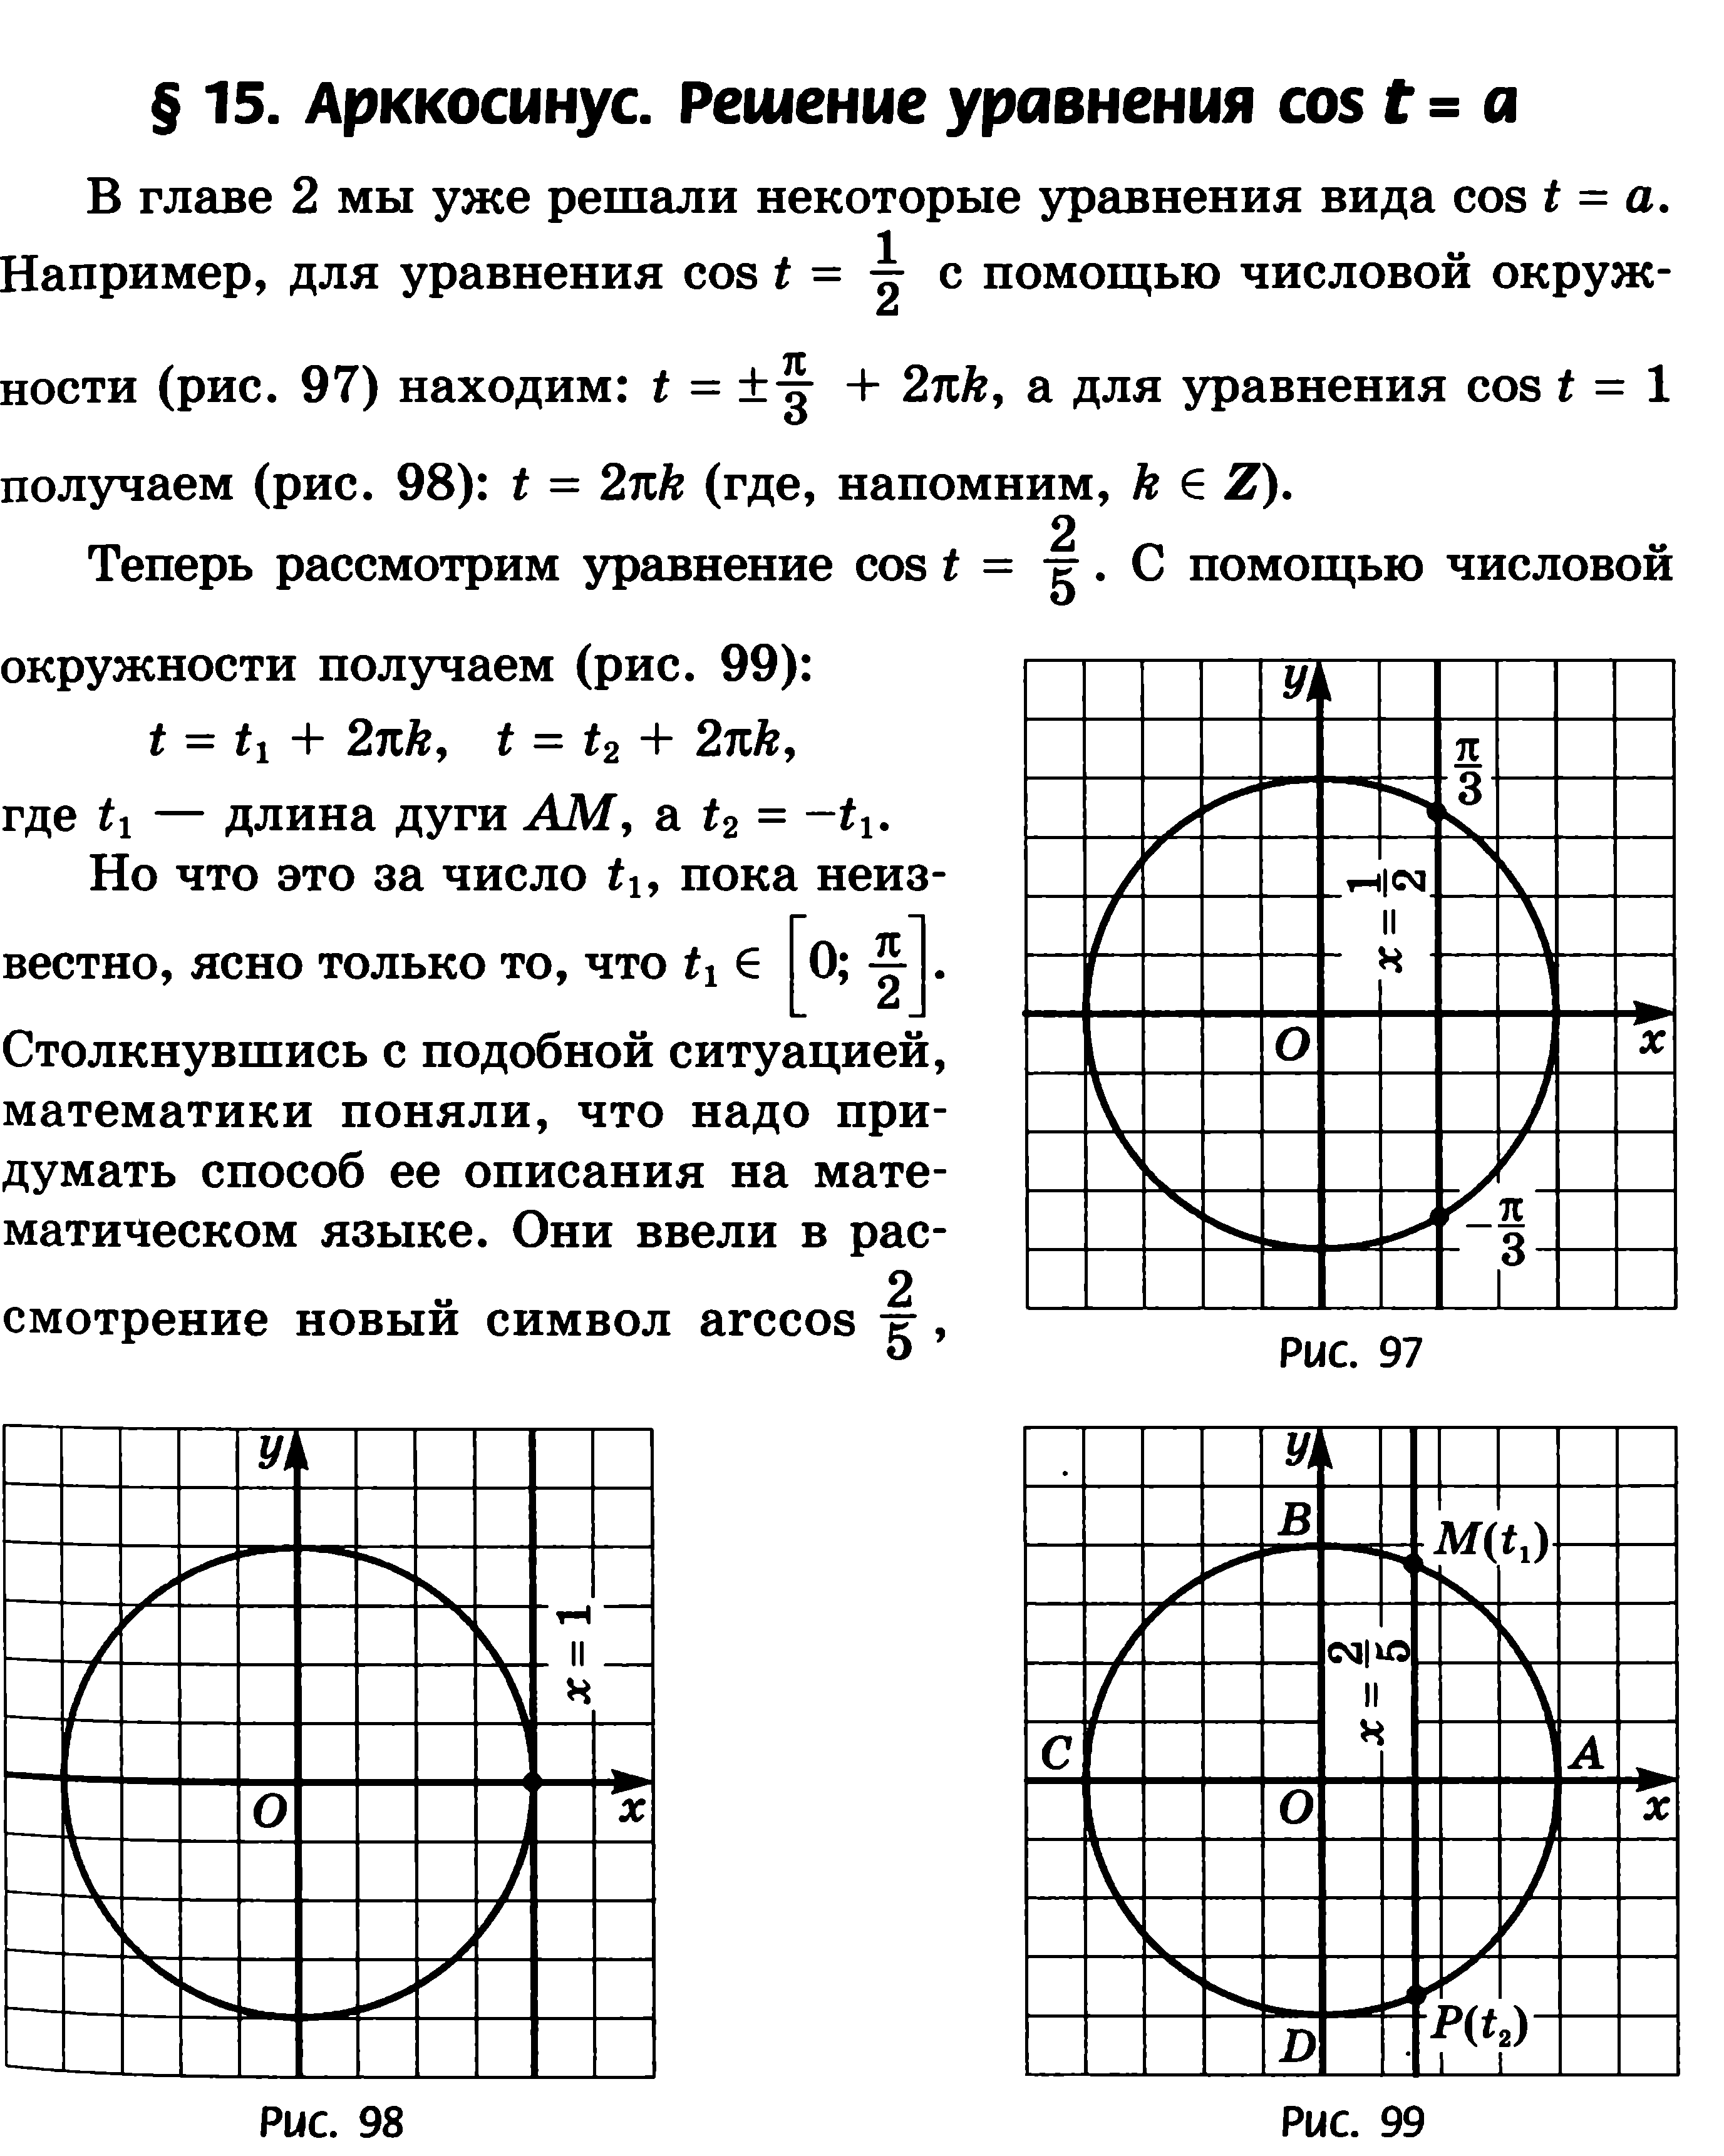 § 15. Арккосинус. Решение уравнения cos t = a
В главе 2 мы уже решали некоторые уравнения вида cos t = a.
Например, для уравнения cos t = 1/2 с помощью числовой окруж-
ности (рис. 97) находим: t = ±π/3 + 2πk, а для уравнения cos t = 1
получаем (рис. 98): t = 2πk (где, напомним, k ∈ Z).
Теперь рассмотрим уравнение cos t = 2/5. С помощью числовой
окружности получаем (рис. 99):
t = t₁ + 2πk, t = t₂ + 2πk,
где t₁ — длина дуги AM, а t₂ = −t₁.
Но что это за число t₁, пока неиз-
вестно, ясно только то, что t₁ ∈ [0; π/2].
Столкнувшись с подобной ситуацией,
математики поняли, что надо при-
думать способ ее описания на мате-
матическом языке. Они ввели в рас-
смотрение новый символ arccos 2/5,
y
π/3
x = 1/2
O
x
−π/3
Рис. 97
y
x = 1
O
x
Рис. 98
y
B
M(t₁)
x = 2/5
C
A
O
x
P(t₂)
D
Рис. 99